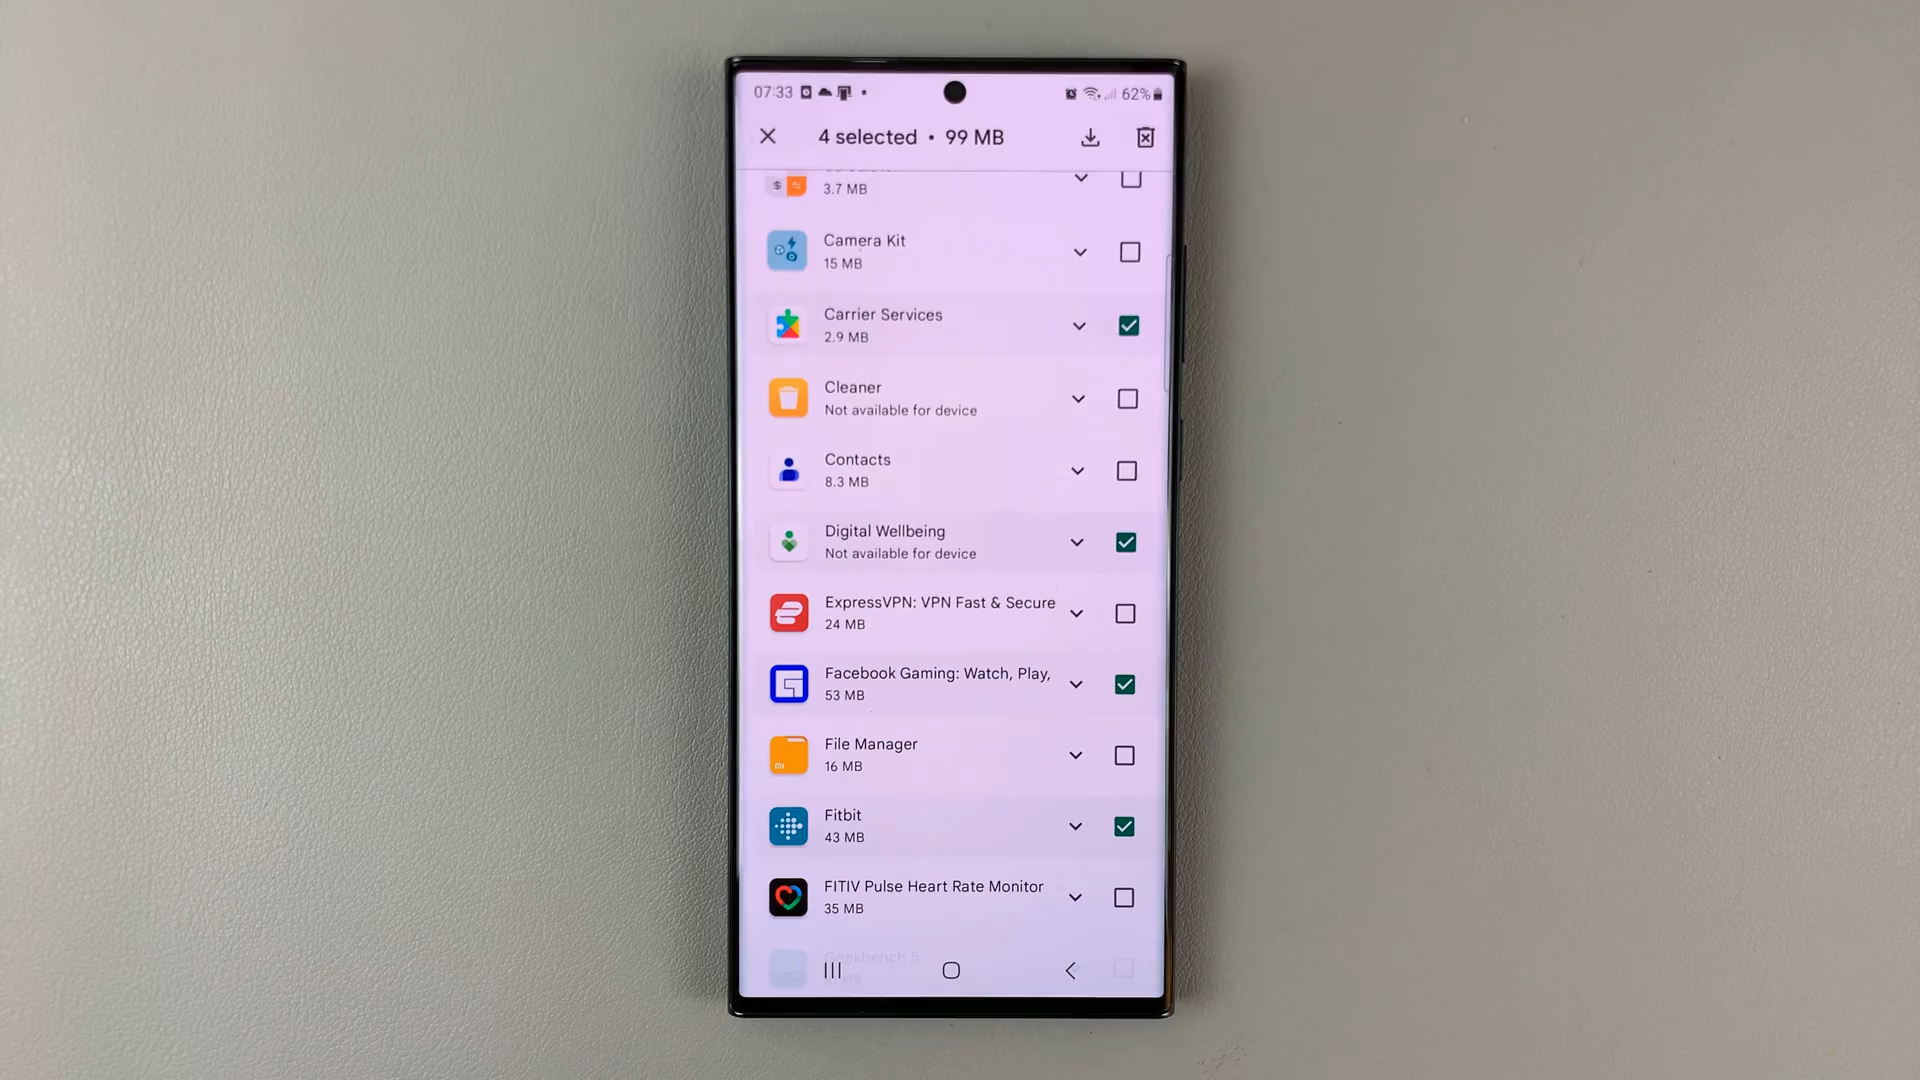 07:33
62%
4 selected • 99 MB
3.7 MB
Camera Kit
15 MB
Carrier Services
2.9 MB
Cleaner
Not available for device
Contacts
8.3 MB
Digital Wellbeing
Not available for device
ExpressVPN: VPN Fast & Secure
24 MB
Facebook Gaming: Watch, Play,
53 MB
File Manager
16 MB
Fitbit
43 MB
FITIV Pulse Heart Rate Monitor
35 MB
Geekbench 5
MB